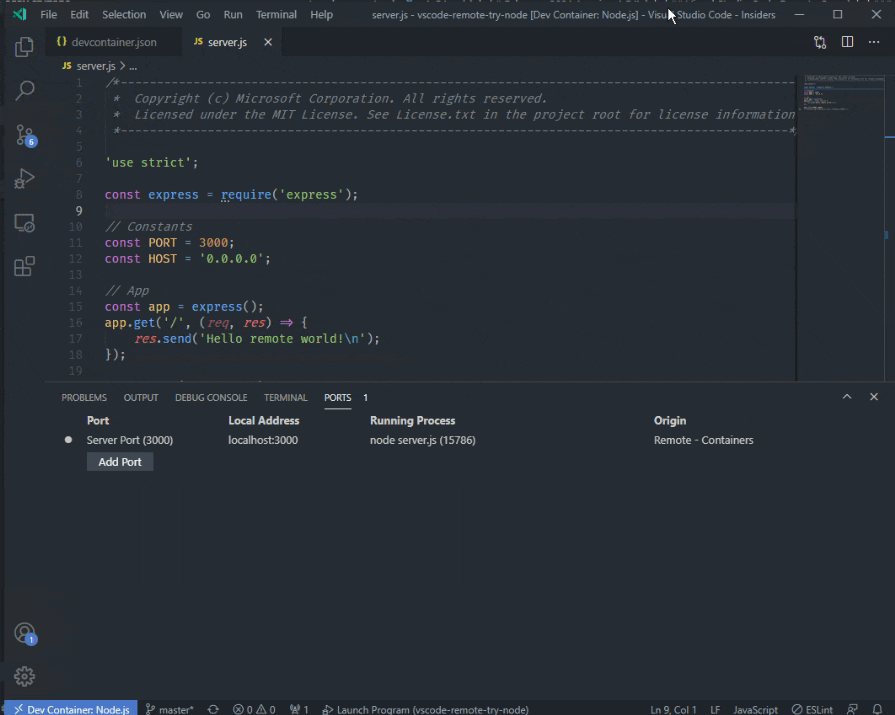 File Edit Selection View Go Run Terminal Help server.js - vscode-remote-try-node [Dev Container: Node.js] - Visual Studio Code - Insiders
{} devcontainer.json JS server.js
JS server.js > ...
1 /*--------------------------------------------------------------------------------------------
2 * Copyright (c) Microsoft Corporation. All rights reserved.
3 * Licensed under the MIT License. See License.txt in the project root for license information
4 *--------------------------------------------------------------------------------------------*/
5
6 'use strict';
7
8 const express = require('express');
9
10 // Constants
11 const PORT = 3000;
12 const HOST = '0.0.0.0';
13
14 // App
15 const app = express();
16 app.get('/', (req, res) => {
17 res.send('Hello remote world!\n');
18 });
19
6
PROBLEMS OUTPUT DEBUG CONSOLE TERMINAL PORTS 1
Port Local Address Running Process Origin
Server Port (3000) localhost:3000 node server.js (15786) Remote - Containers
Add Port
1
Dev Container: Node.js master* 0 0 1 Launch Program (vscode-remote-try-node) Ln 9, Col 1 LF JavaScript ESLint